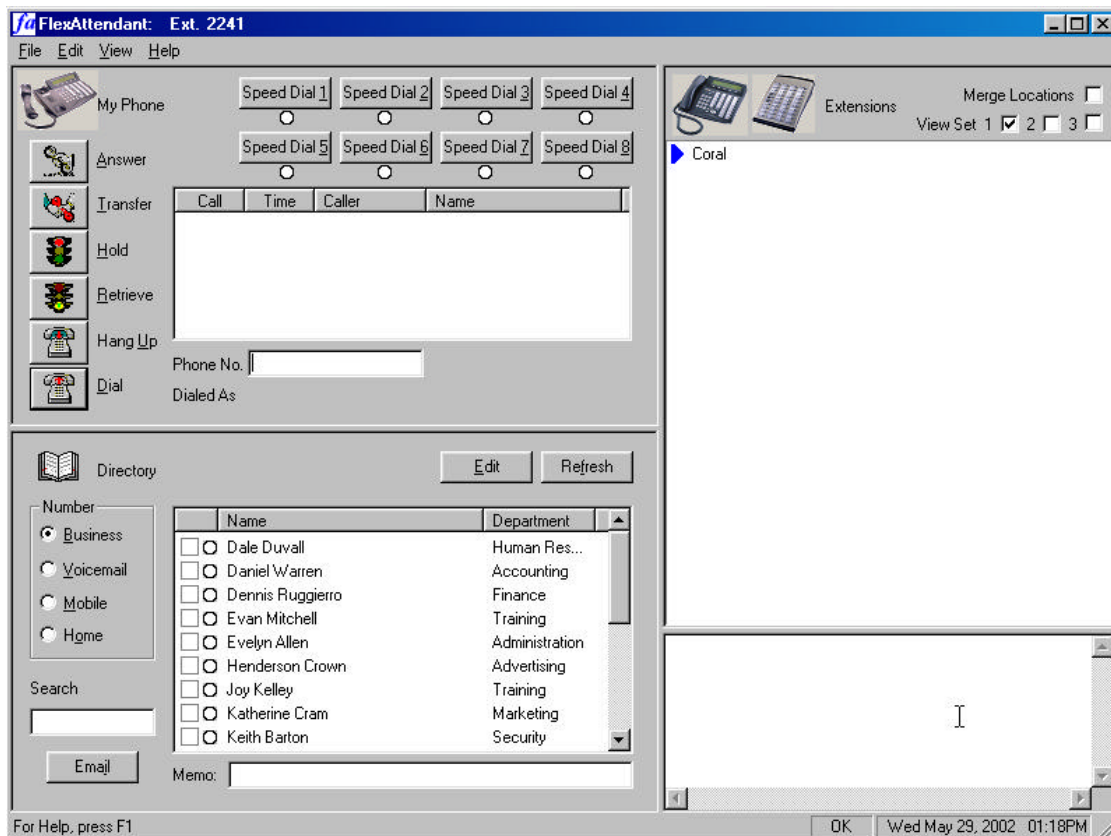 fa FlexAttendant: Ext. 2241
File Edit View Help
My Phone
Speed Dial 1 Speed Dial 2 Speed Dial 3 Speed Dial 4
Speed Dial 5 Speed Dial 6 Speed Dial 7 Speed Dial 8
Answer
Transfer
Hold
Retrieve
Hang Up
Dial
Call Time Caller Name
Phone No.
Dialed As
Extensions
Merge Locations
View Set 1 2 3
Coral
Directory
Edit Refresh
Number
Business
Voicemail
Mobile
Home
Search
Email
Name Department
Dale Duvall Human Res...
Daniel Warren Accounting
Dennis Ruggierro Finance
Evan Mitchell Training
Evelyn Allen Administration
Henderson Crown Advertising
Joy Kelley Training
Katherine Cram Marketing
Keith Barton Security
Memo:
For Help, press F1
OK Wed May 29, 2002 01:18PM